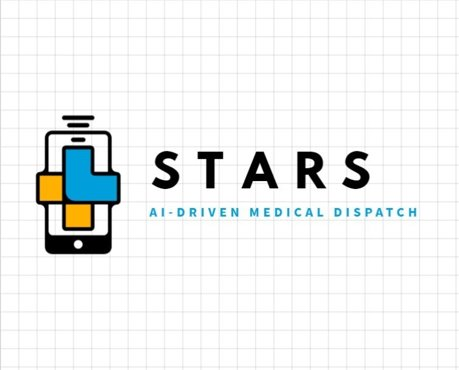 STARS
AI-DRIVEN MEDICAL DISPATCH